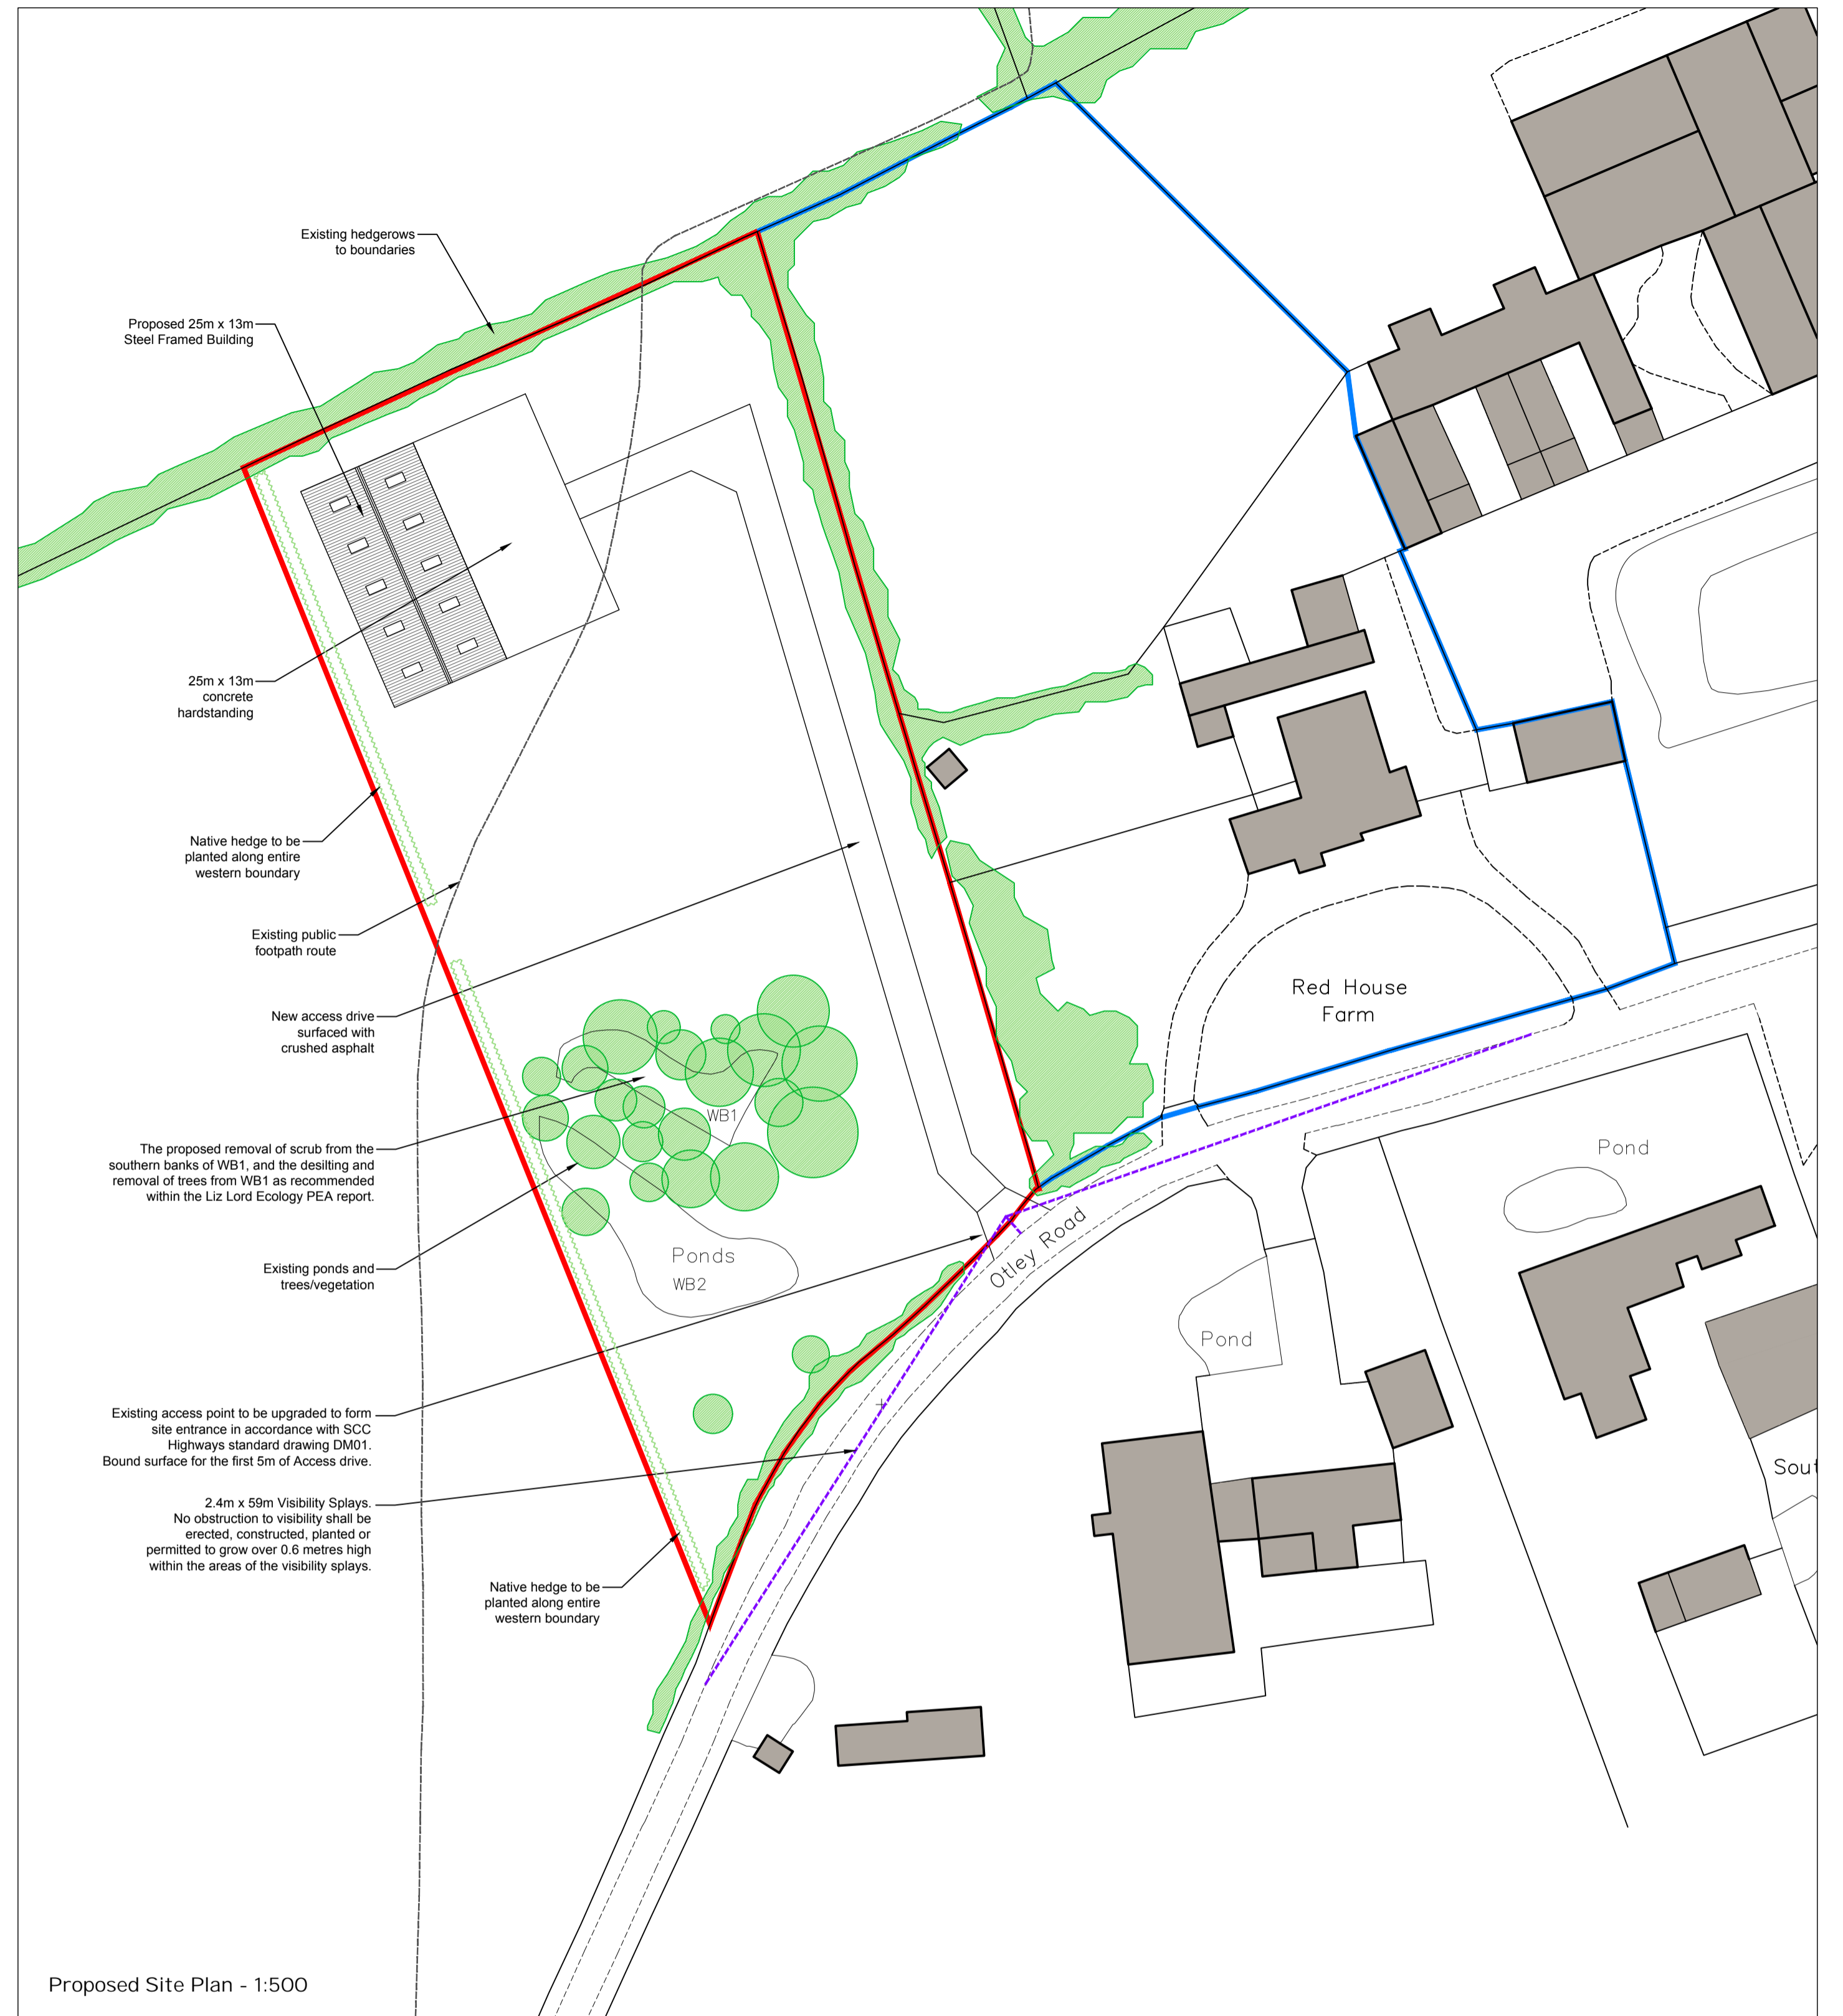 Existing hedgerows
to boundaries
Proposed 25m x 13m
Steel Framed Building
25m x 13m
concrete
hardstanding
Native hedge to be
planted along entire
western boundary
Existing public
footpath route
New access drive
surfaced with
crushed asphalt
The proposed removal of scrub from the
southern banks of WB1, and the desilting and
removal of trees from WB1 as recommended
within the Liz Lord Ecology PEA report.
Existing ponds and
trees/vegetation
Existing access point to be upgraded to form
site entrance in accordance with SCC
Highways standard drawing DM01.
Bound surface for the first 5m of Access drive.
2.4m x 59m Visibility Splays.
No obstruction to visibility shall be
erected, constructed, planted or
permitted to grow over 0.6 metres high
within the areas of the visibility splays.
Native hedge to be
planted along entire
western boundary
WB1
Ponds
WB2
Otley Road
Red House
Farm
Pond
Pond
Sout
Proposed Site Plan - 1:500